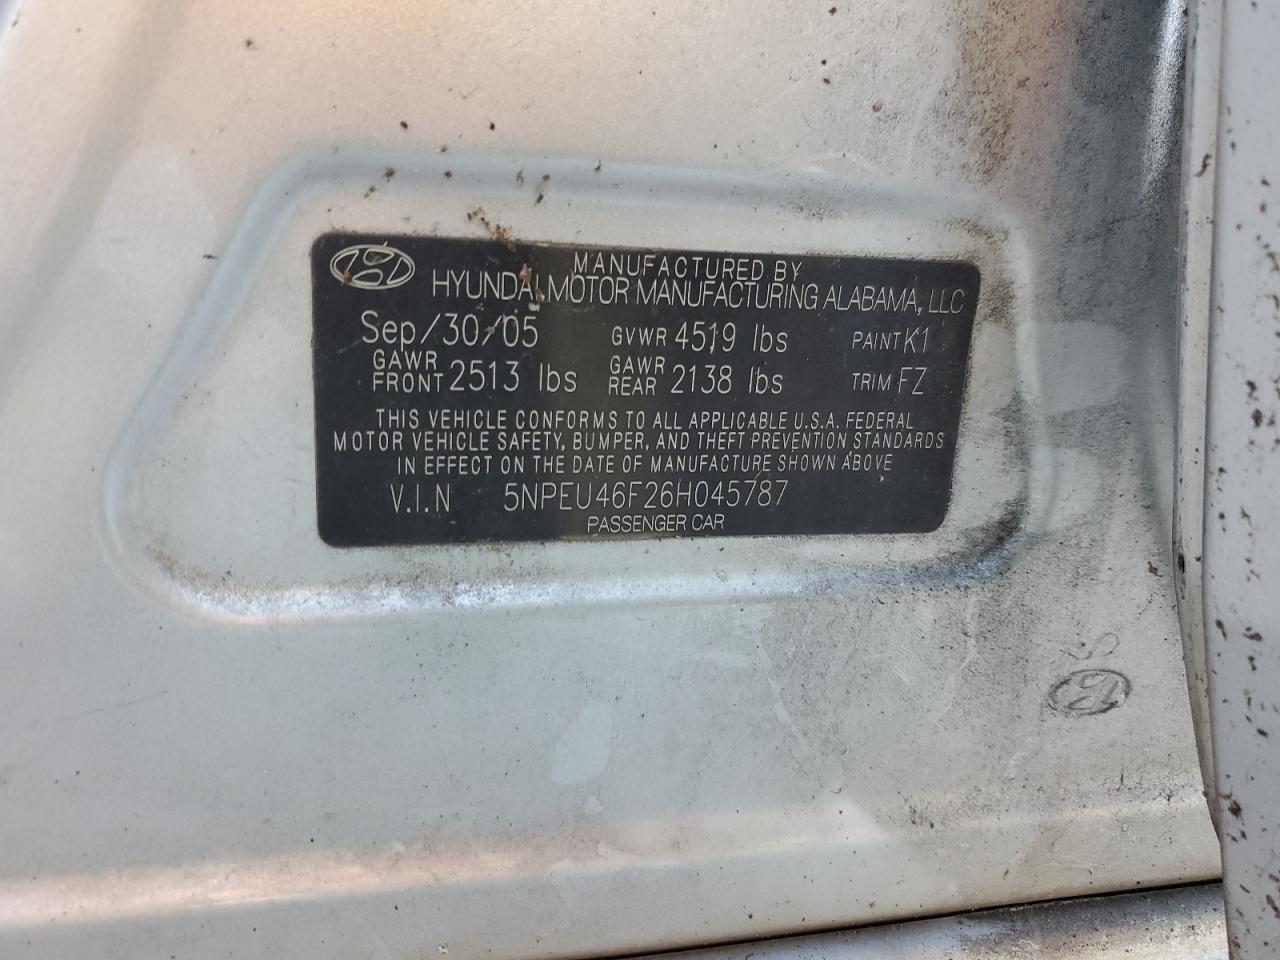 MANUFACTURED BY
HYUNDAI MOTOR MANUFACTURING ALABAMA, LLC
Sep/30/05 GVWR 4519 lbs PAINT K1
GAWR FRONT 2513 lbs GAWR REAR 2138 lbs TRIM FZ
THIS VEHICLE CONFORMS TO ALL APPLICABLE U.S.A. FEDERAL
MOTOR VEHICLE SAFETY, BUMPER, AND THEFT PREVENTION STANDARDS
IN EFFECT ON THE DATE OF MANUFACTURE SHOWN ABOVE
V.I.N 5NPEU46F26H045787
PASSENGER CAR